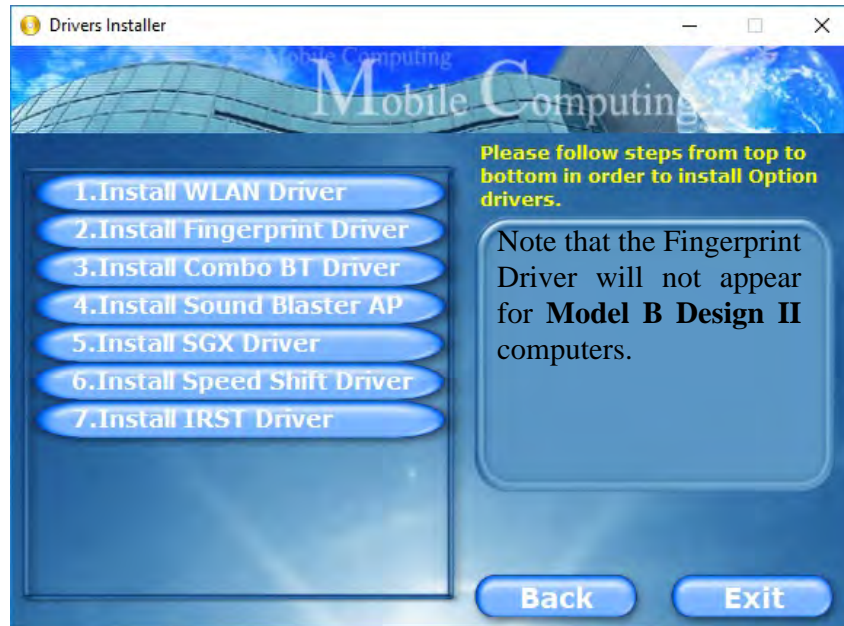 Drivers Installer
Mobile Computing
Mobile Computing
Please follow steps from top to
bottom in order to install Option
drivers.
1.Install WLAN Driver
2.Install Fingerprint Driver
3.Install Combo BT Driver
4.Install Sound Blaster AP
5.Install SGX Driver
6.Install Speed Shift Driver
7.Install IRST Driver
Note that the Fingerprint
Driver will not appear
for Model B Design II
computers.
Back
Exit